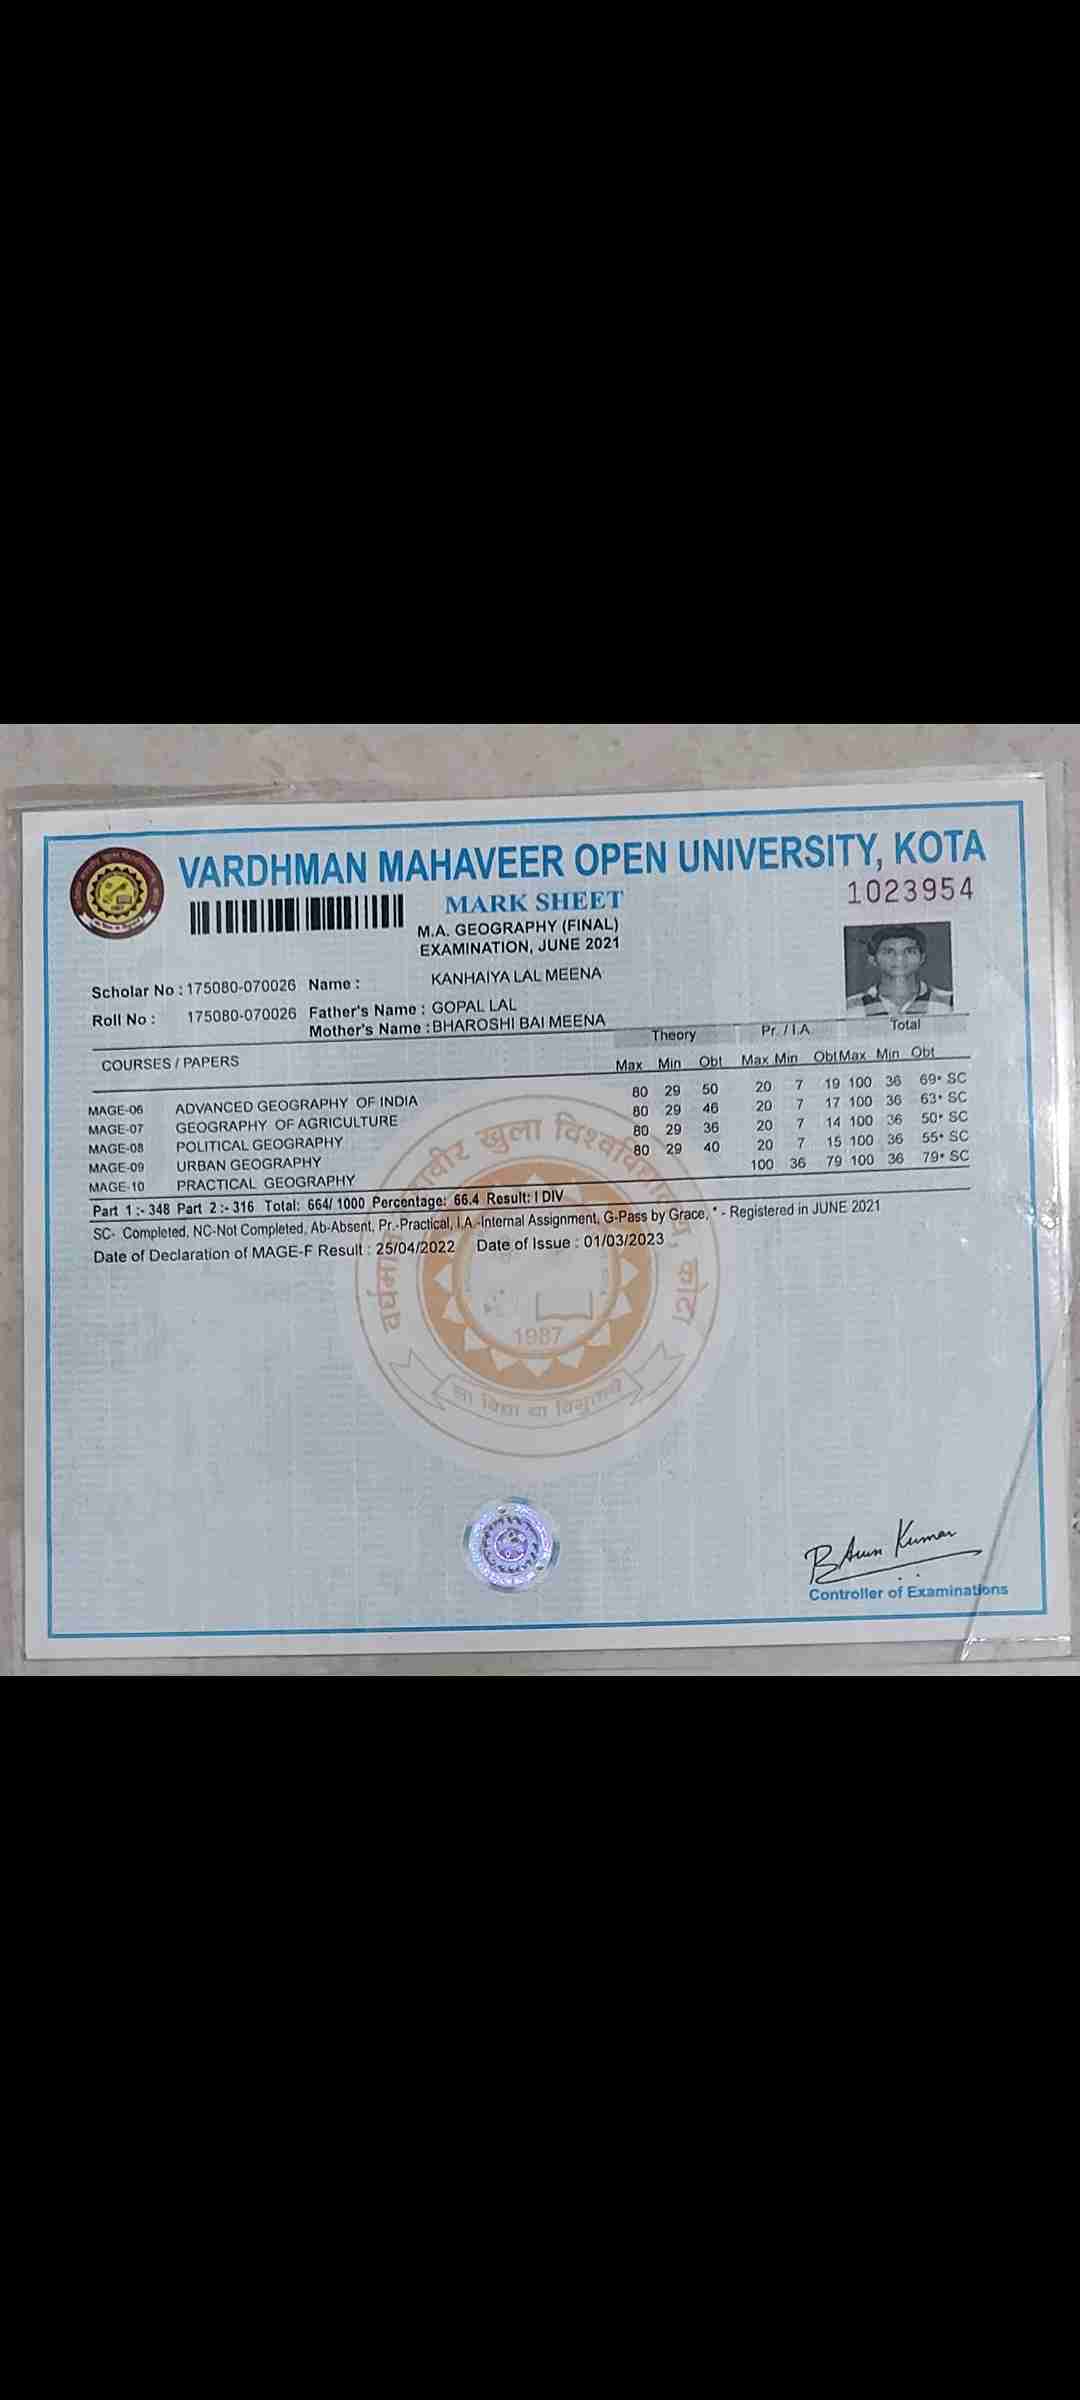 VARDHMAN MAHAVEER OPEN UNIVERSITY, KOTA
MARK SHEET
1023954
M.A. GEOGRAPHY (FINAL)
EXAMINATION, JUNE 2021
Scholar No : 175080-070026 Name : KANHAIYA LAL MEENA
Roll No : 175080-070026 Father's Name : GOPAL LAL
Mother's Name : BHAROSHI BAI MEENA
Theory Pr. / I.A. Total
COURSES / PAPERS Max Min Obt Max Min Obt Max Min Obt
MAGE-06 ADVANCED GEOGRAPHY OF INDIA 80 29 50 20 7 19 100 36 69* SC
MAGE-07 GEOGRAPHY OF AGRICULTURE 80 29 46 20 7 17 100 36 63* SC
MAGE-08 POLITICAL GEOGRAPHY 80 29 36 20 7 14 100 36 50* SC
MAGE-09 URBAN GEOGRAPHY 80 29 40 20 7 15 100 36 55* SC
MAGE-10 PRACTICAL GEOGRAPHY 100 36 79 100 36 79* SC
Part 1 :- 348 Part 2 :- 316 Total: 664/ 1000 Percentage: 66.4 Result: I DIV
SC- Completed, NC-Not Completed, Ab-Absent, Pr.-Practical, I.A.-Internal Assignment, G-Pass by Grace, * - Registered in JUNE 2021
Date of Declaration of MAGE-F Result : 25/04/2022 Date of Issue : 01/03/2023
खुला
कोटा
1987
सा विद्या या विमुक्तये
B Arun Kumar
Controller of Examinations